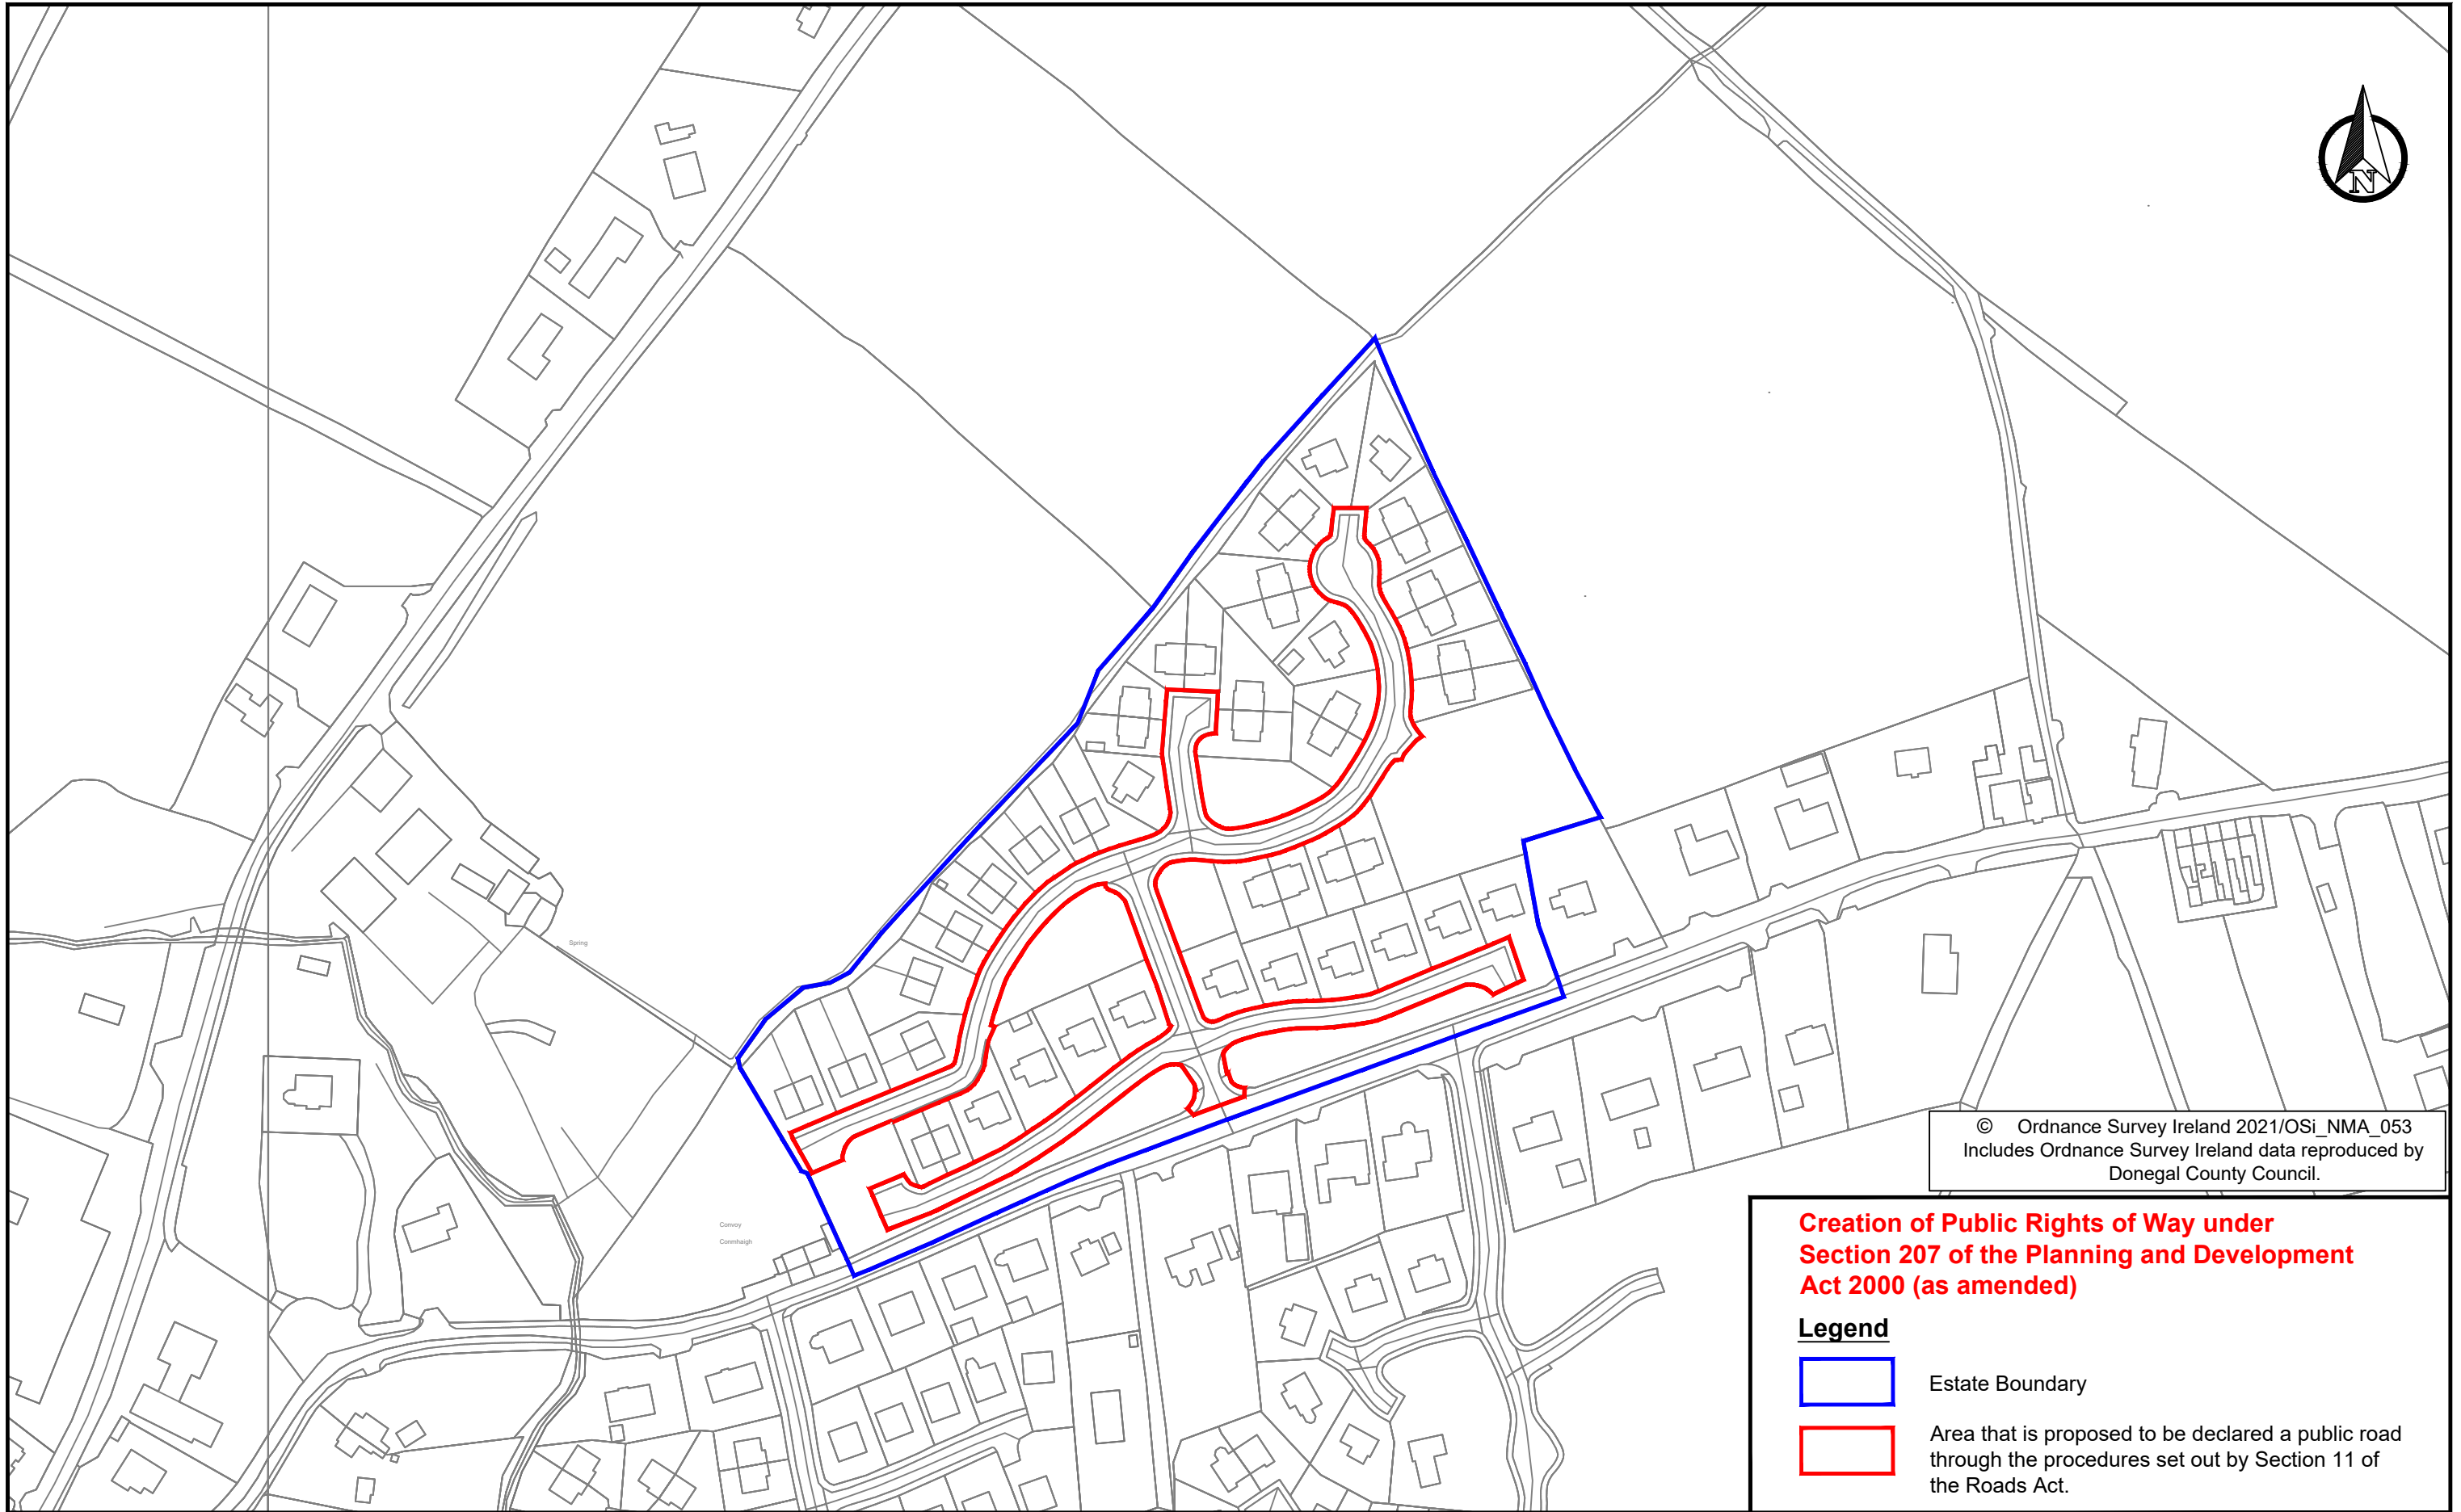 N
Spring
Convoy
Conmhaigh
© Ordnance Survey Ireland 2021/OSi_NMA_053
Includes Ordnance Survey Ireland data reproduced by
Donegal County Council.
Creation of Public Rights of Way under
Section 207 of the Planning and Development
Act 2000 (as amended)
Legend
Estate Boundary
Area that is proposed to be declared a public road
through the procedures set out by Section 11 of
the Roads Act.